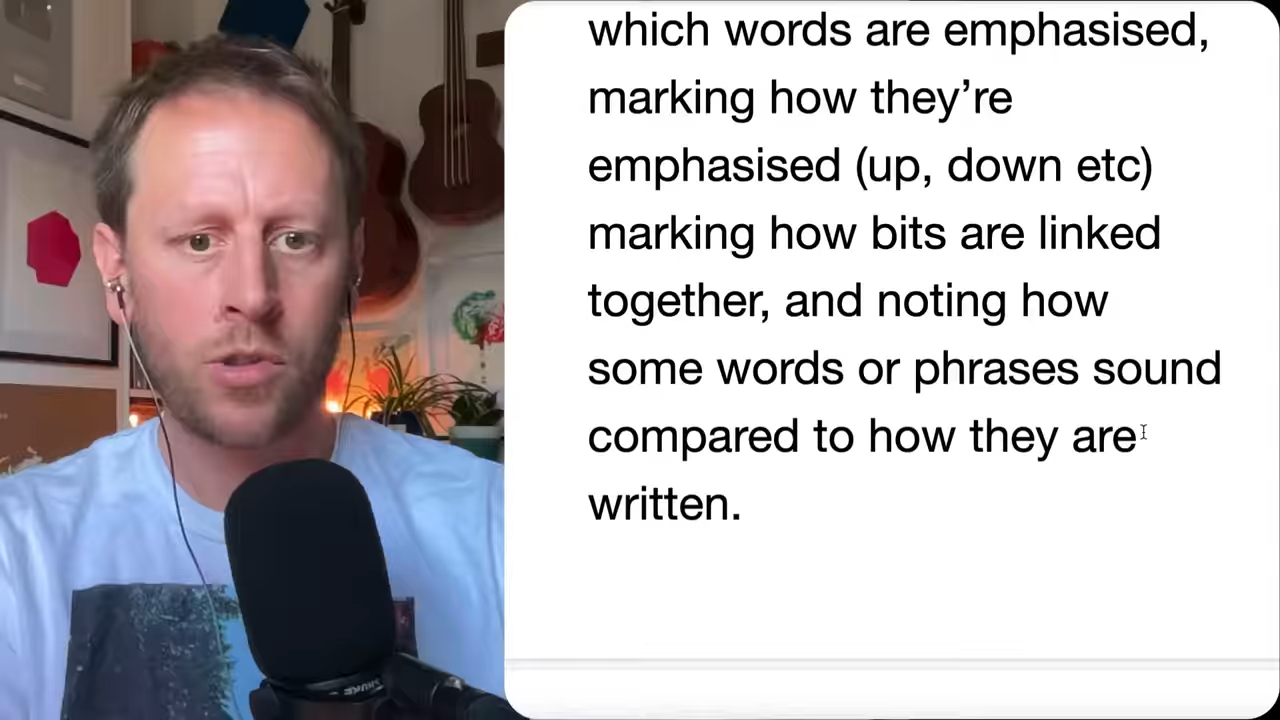 which words are emphasised,
marking how they’re
emphasised (up, down etc)
marking how bits are linked
together, and noting how
some words or phrases sound
compared to how they are
written.
SHURE